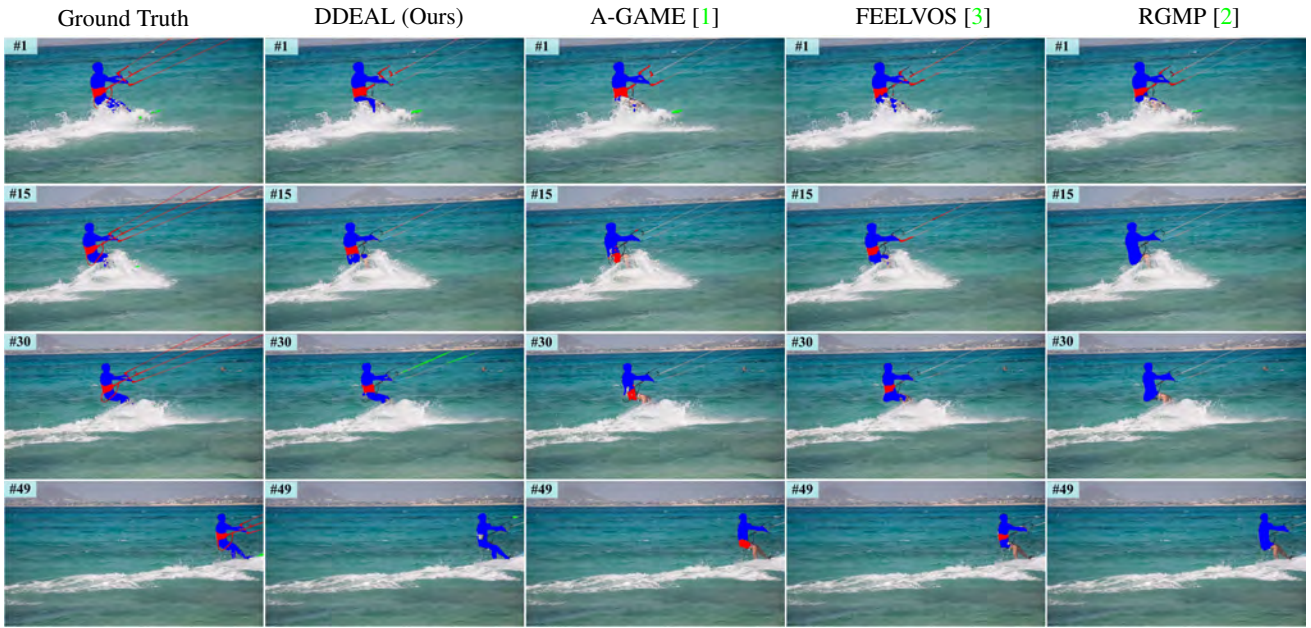 Ground Truth DDEAL (Ours) A-GAME [1] FEELVOS [3] RGMP [2]
#1 #1 #1 #1 #1
#15 #15 #15 #15 #15
#30 #30 #30 #30 #30
#49 #49 #49 #49 #49